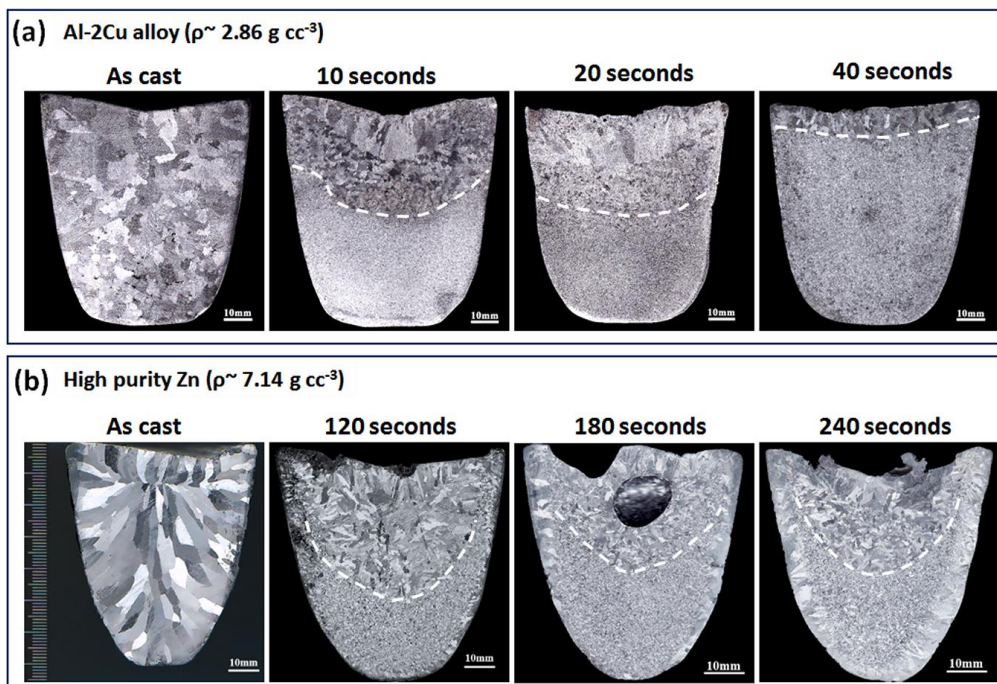 (a) Al-2Cu alloy (ρ~ 2.86 g cc⁻³)
As cast 10 seconds 20 seconds 40 seconds
10mm 10mm 10mm 10mm
(b) High purity Zn (ρ~ 7.14 g cc⁻³)
As cast 120 seconds 180 seconds 240 seconds
10mm 10mm 10mm 10mm